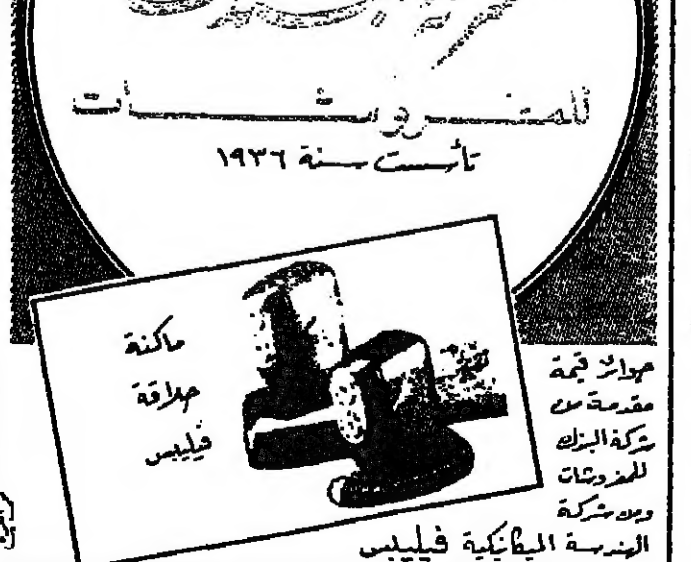 للمفروشات
تأسست سنة ١٩٣٦
ماكنة
حلاقة
فيليبس
جوائز قيمة
مقدمة من
شركة البزك
للمفروشات
ومن شركة
الهندسة الميكانيكية فيليبس